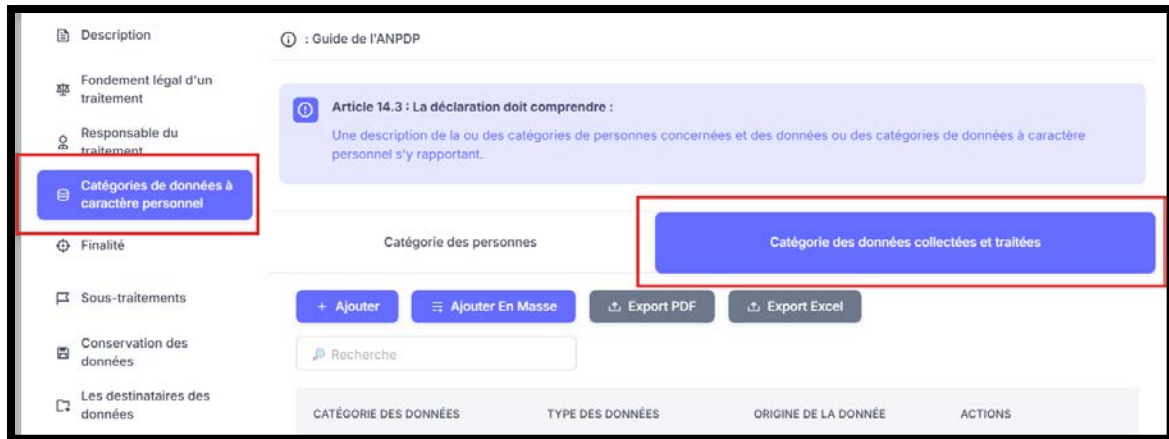 Description
Fondement légal d'un
traitement
Responsable du
traitement
Catégories de données à
caractère personnel
Finalité
Sous-traitements
Conservation des
données
Les destinataires des
données
: Guide de l'ANPDP
Article 14.3 : La déclaration doit comprendre :
Une description de la ou des catégories de personnes concernées et des données ou des catégories de données à caractère
personnel s'y rapportant.
Catégorie des personnes
Catégorie des données collectées et traitées
+ Ajouter
Ajouter En Masse
Export PDF
Export Excel
Recherche
CATÉGORIE DES DONNÉES
TYPE DES DONNÉES
ORIGINE DE LA DONNÉE
ACTIONS